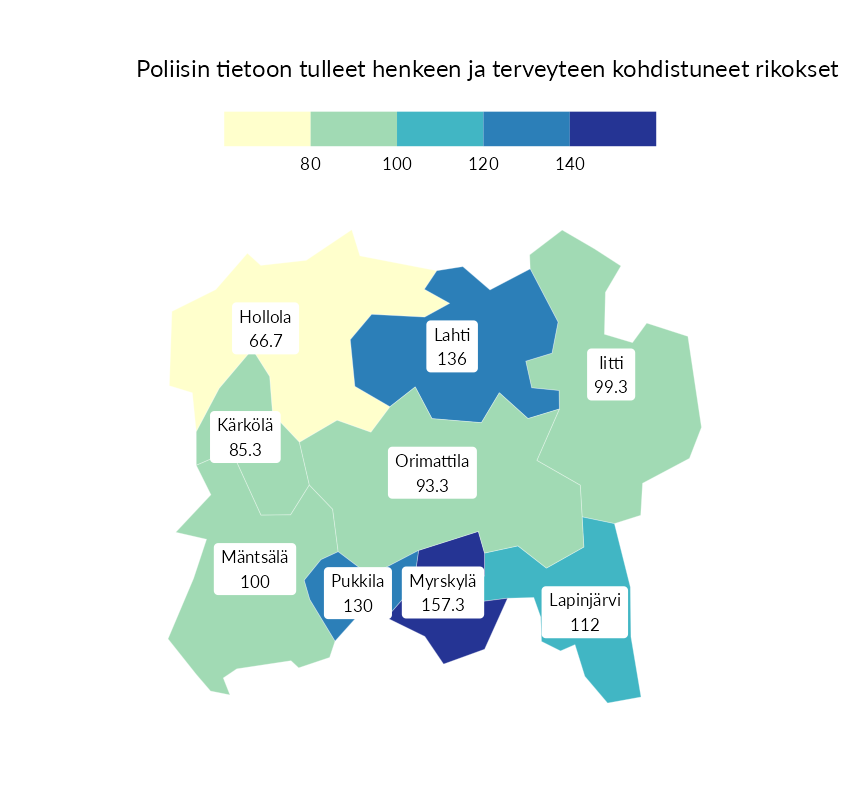 Poliisin tietoon tulleet henkeen ja terveyteen kohdistuneet rikokset
80 100 120 140
Hollola
66.7
Lahti
136
Iitti
99.3
Kärkölä
85.3
Orimattila
93.3
Mäntsälä
100
Pukkila
130
Myrskylä
157.3
Lapinjärvi
112